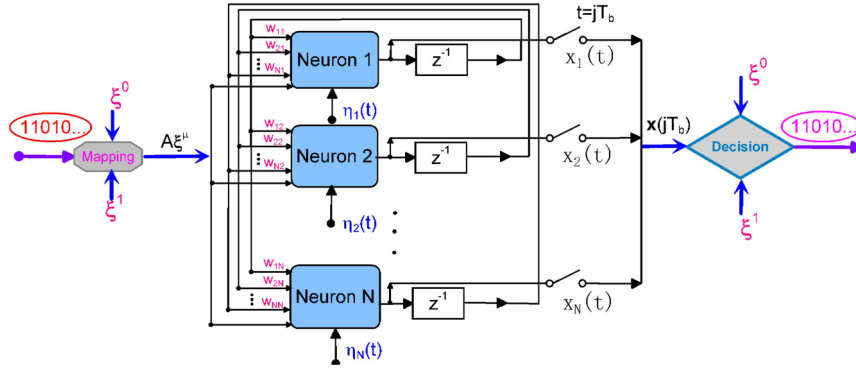 t=jT_b
w_11
w_21
w_N1
Neuron 1
z^-1
x_1(t)
η_1(t)
ξ^0
11010...
Mapping
Aξ^μ
ξ^1
w_12
w_22
w_N2
Neuron 2
z^-1
x_2(t)
η_2(t)
w_1N
w_2N
w_NN
Neuron N
z^-1
x_N(t)
η_N(t)
x(jT_b)
ξ^0
Decision
ξ^1
11010...